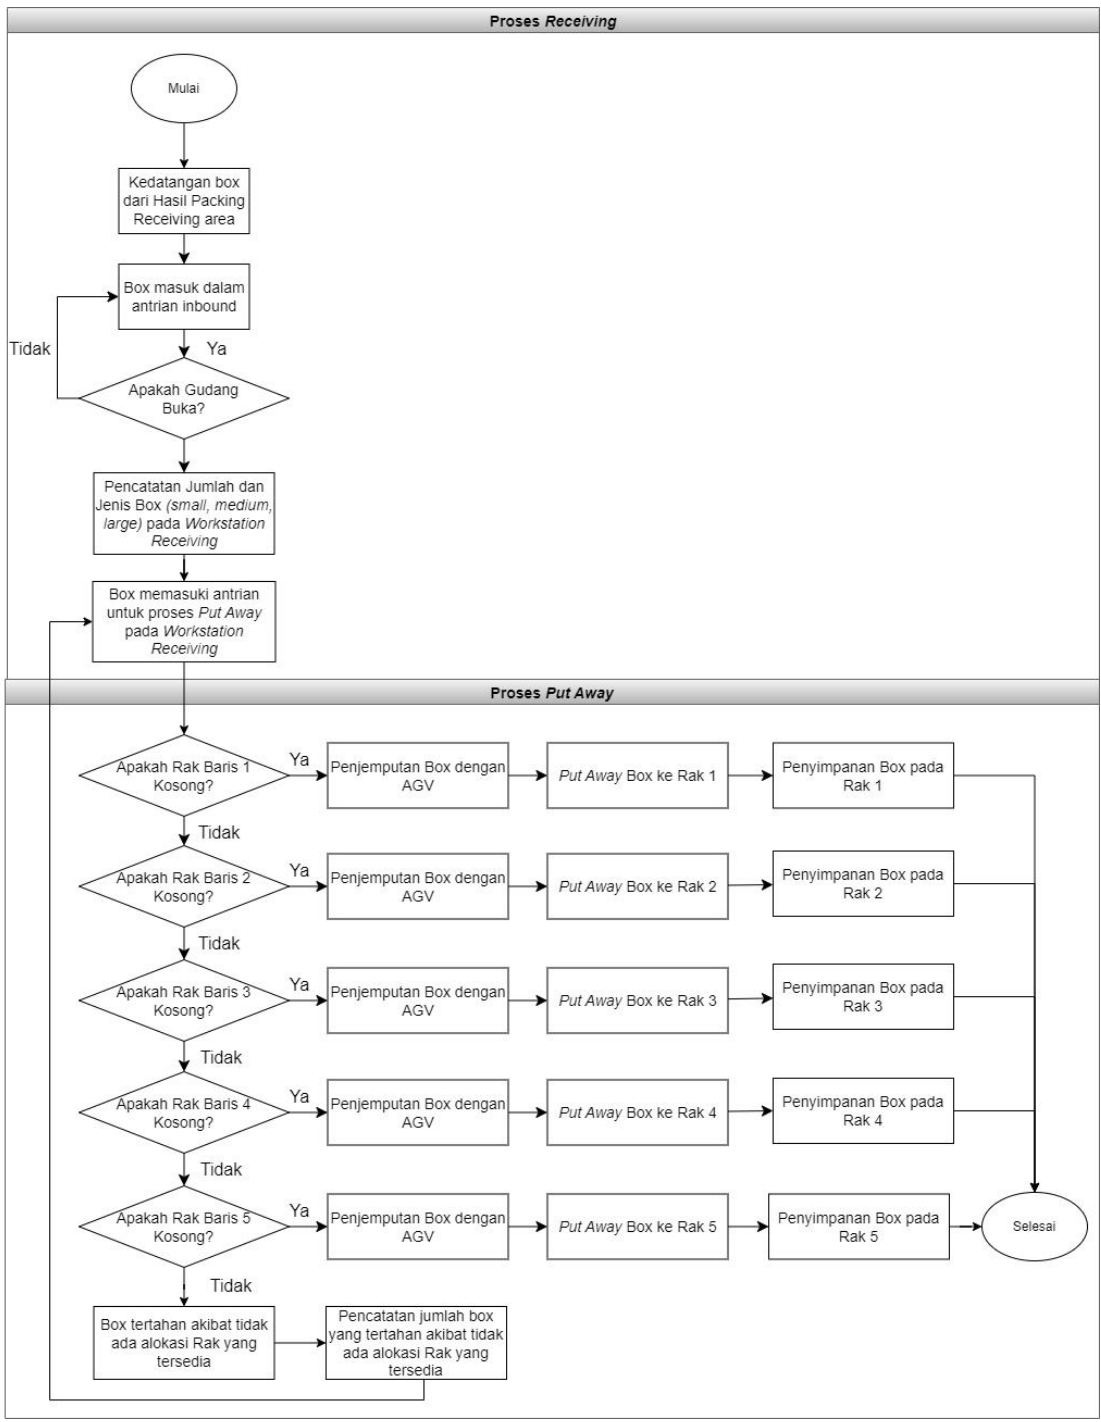 Proses Receiving
Mulai
Kedatangan box
dari Hasil Packing
Receiving area
Box masuk dalam
antrian inbound
Tidak
Ya
Apakah Gudang
Buka?
Pencatatan Jumlah dan
Jenis Box (small, medium,
large) pada Workstation
Receiving
Box memasuki antrian
untuk proses Put Away
pada Workstation
Receiving
Proses Put Away
Apakah Rak Baris 1
Kosong?
Ya
Penjemputan Box dengan
AGV
Put Away Box ke Rak 1
Penyimpanan Box pada
Rak 1
Tidak
Apakah Rak Baris 2
Kosong?
Ya
Penjemputan Box dengan
AGV
Put Away Box ke Rak 2
Penyimpanan Box pada
Rak 2
Tidak
Apakah Rak Baris 3
Kosong?
Ya
Penjemputan Box dengan
AGV
Put Away Box ke Rak 3
Penyimpanan Box pada
Rak 3
Tidak
Apakah Rak Baris 4
Kosong?
Ya
Penjemputan Box dengan
AGV
Put Away Box ke Rak 4
Penyimpanan Box pada
Rak 4
Tidak
Apakah Rak Baris 5
Kosong?
Ya
Penjemputan Box dengan
AGV
Put Away Box ke Rak 5
Penyimpanan Box pada
Rak 5
Selesai
Tidak
Box tertahan akibat tidak
ada alokasi Rak yang
tersedia
Pencatatan jumlah box
yang tertahan akibat tidak
ada alokasi Rak yang
tersedia